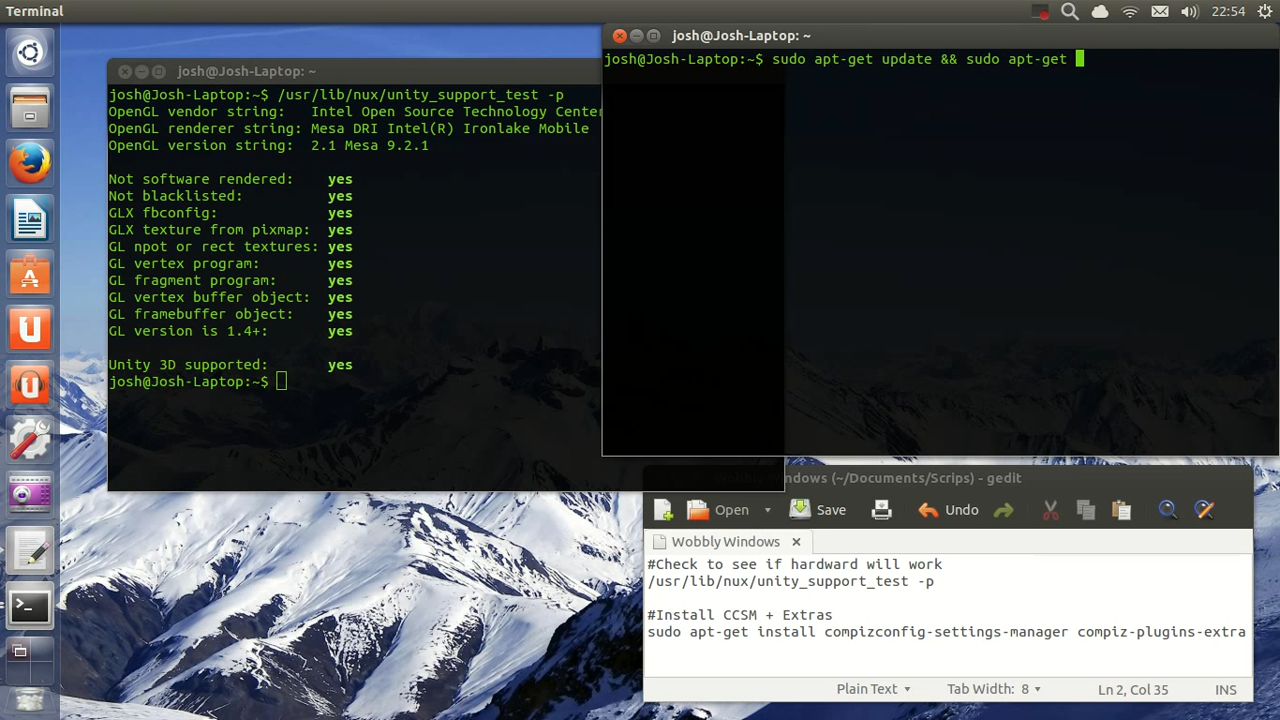 Terminal
22:54
josh@Josh-Laptop: ~
josh@Josh-Laptop:~$ /usr/lib/nux/unity_support_test -p
OpenGL vendor string:   Intel Open Source Technology Center
OpenGL renderer string: Mesa DRI Intel(R) Ironlake Mobile
OpenGL version string:  2.1 Mesa 9.2.1
Not software rendered:    yes
Not blacklisted:          yes
GLX fbconfig:             yes
GLX texture from pixmap:  yes
GL npot or rect textures: yes
GL vertex program:        yes
GL fragment program:      yes
GL vertex buffer object:  yes
GL framebuffer object:    yes
GL version is 1.4+:       yes
Unity 3D supported:       yes
josh@Josh-Laptop:~$
josh@Josh-Laptop: ~
josh@Josh-Laptop:~$ sudo apt-get update && sudo apt-get
(~/Documents/Scrips) - gedit
Open Save Undo
Wobbly Windows
#Check to see if hardward will work
/usr/lib/nux/unity_support_test -p
#Install CCSM + Extras
sudo apt-get install compizconfig-settings-manager compiz-plugins-extra
Plain Text Tab Width: 8 Ln 2, Col 35 INS